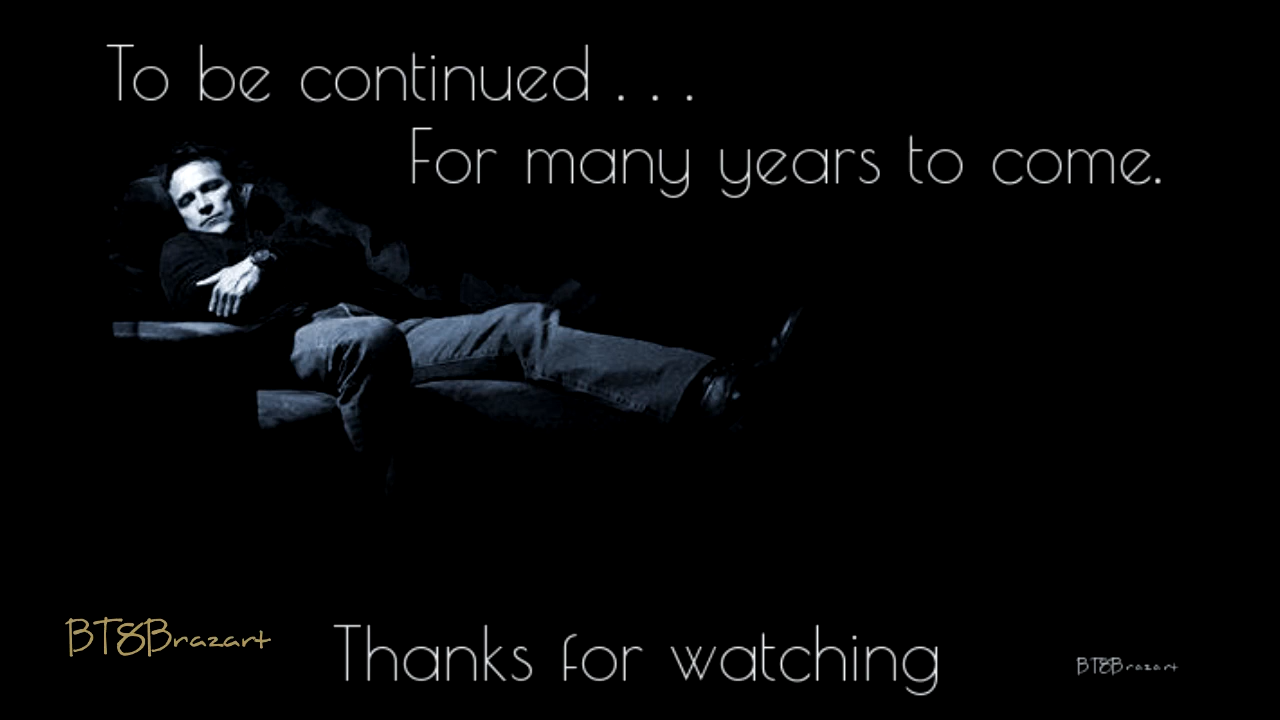 To be continued . . .
For many years to come.
BT8Brazart
Thanks for watching
BT8Brazart